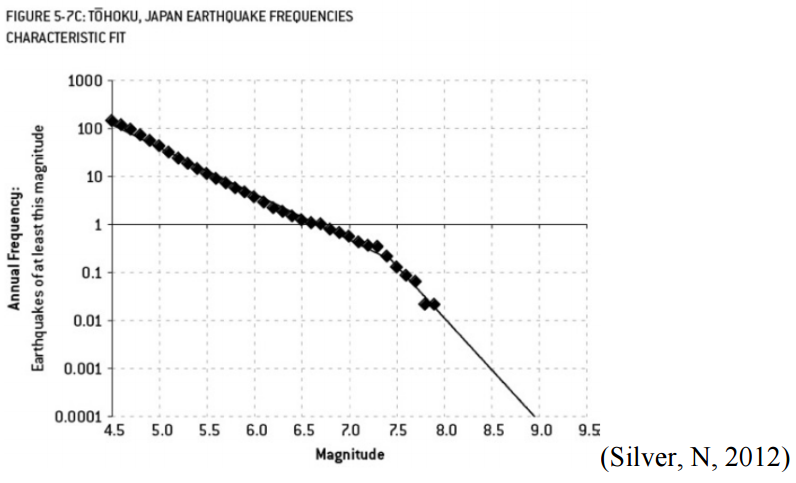 FIGURE 5-7C: TŌHOKU, JAPAN EARTHQUAKE FREQUENCIES
CHARACTERISTIC FIT
Annual Frequency:
Earthquakes of at least this magnitude
1000
100
10
1
0.1
0.01
0.001
0.0001
4.5 5.0 5.5 6.0 6.5 7.0 7.5 8.0 8.5 9.0 9.5
Magnitude
(Silver, N, 2012)